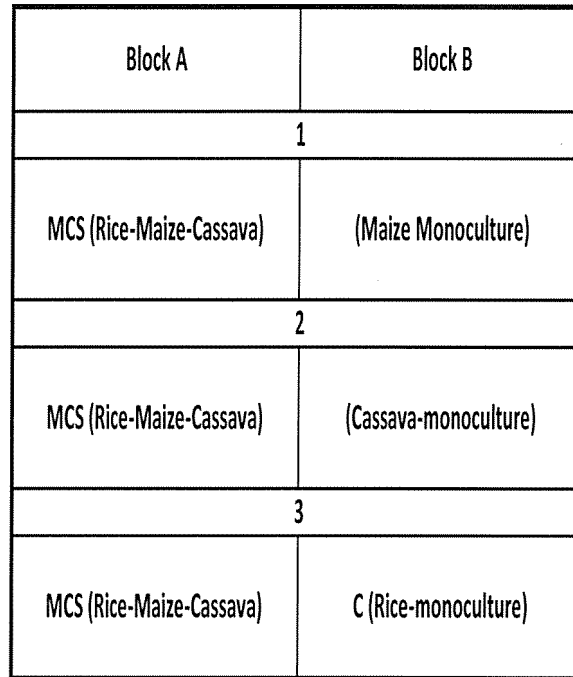 Block A Block B
1
MCS (Rice-Maize-Cassava) (Maize Monoculture)
2
MCS (Rice-Maize-Cassava) (Cassava-monoculture)
3
MCS (Rice-Maize-Cassava) C (Rice-monoculture)